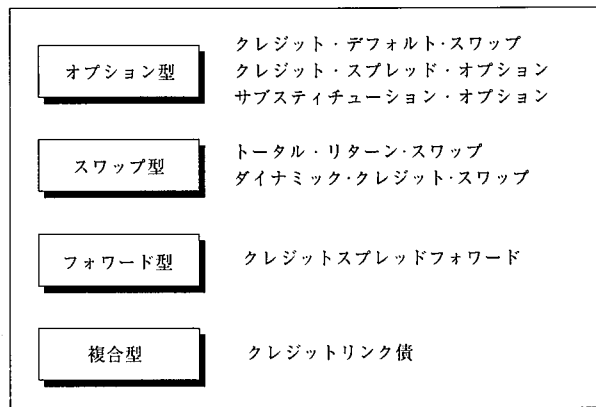 オプション型
クレジット・デフォルト・スワップ
クレジット・スプレッド・オプション
サブスティチューション・オプション
スワップ型
トータル・リターン・スワップ
ダイナミック・クレジット・スワップ
フォワード型
クレジットスプレッドフォワード
複合型
クレジットリンク債